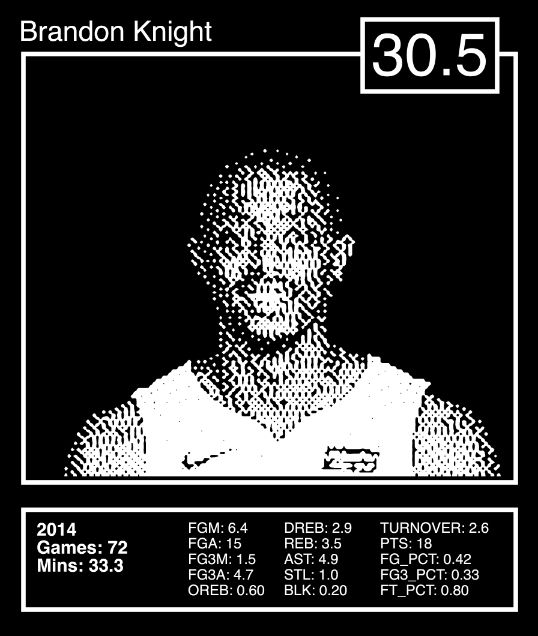 Brandon Knight
30.5
2014
Games: 72
Mins: 33.3
FGM: 6.4
FGA: 15
FG3M: 1.5
FG3A: 4.7
OREB: 0.60
DREB: 2.9
REB: 3.5
AST: 4.9
STL: 1.0
BLK: 0.20
TURNOVER: 2.6
PTS: 18
FG_PCT: 0.42
FG3_PCT: 0.33
FT_PCT: 0.80